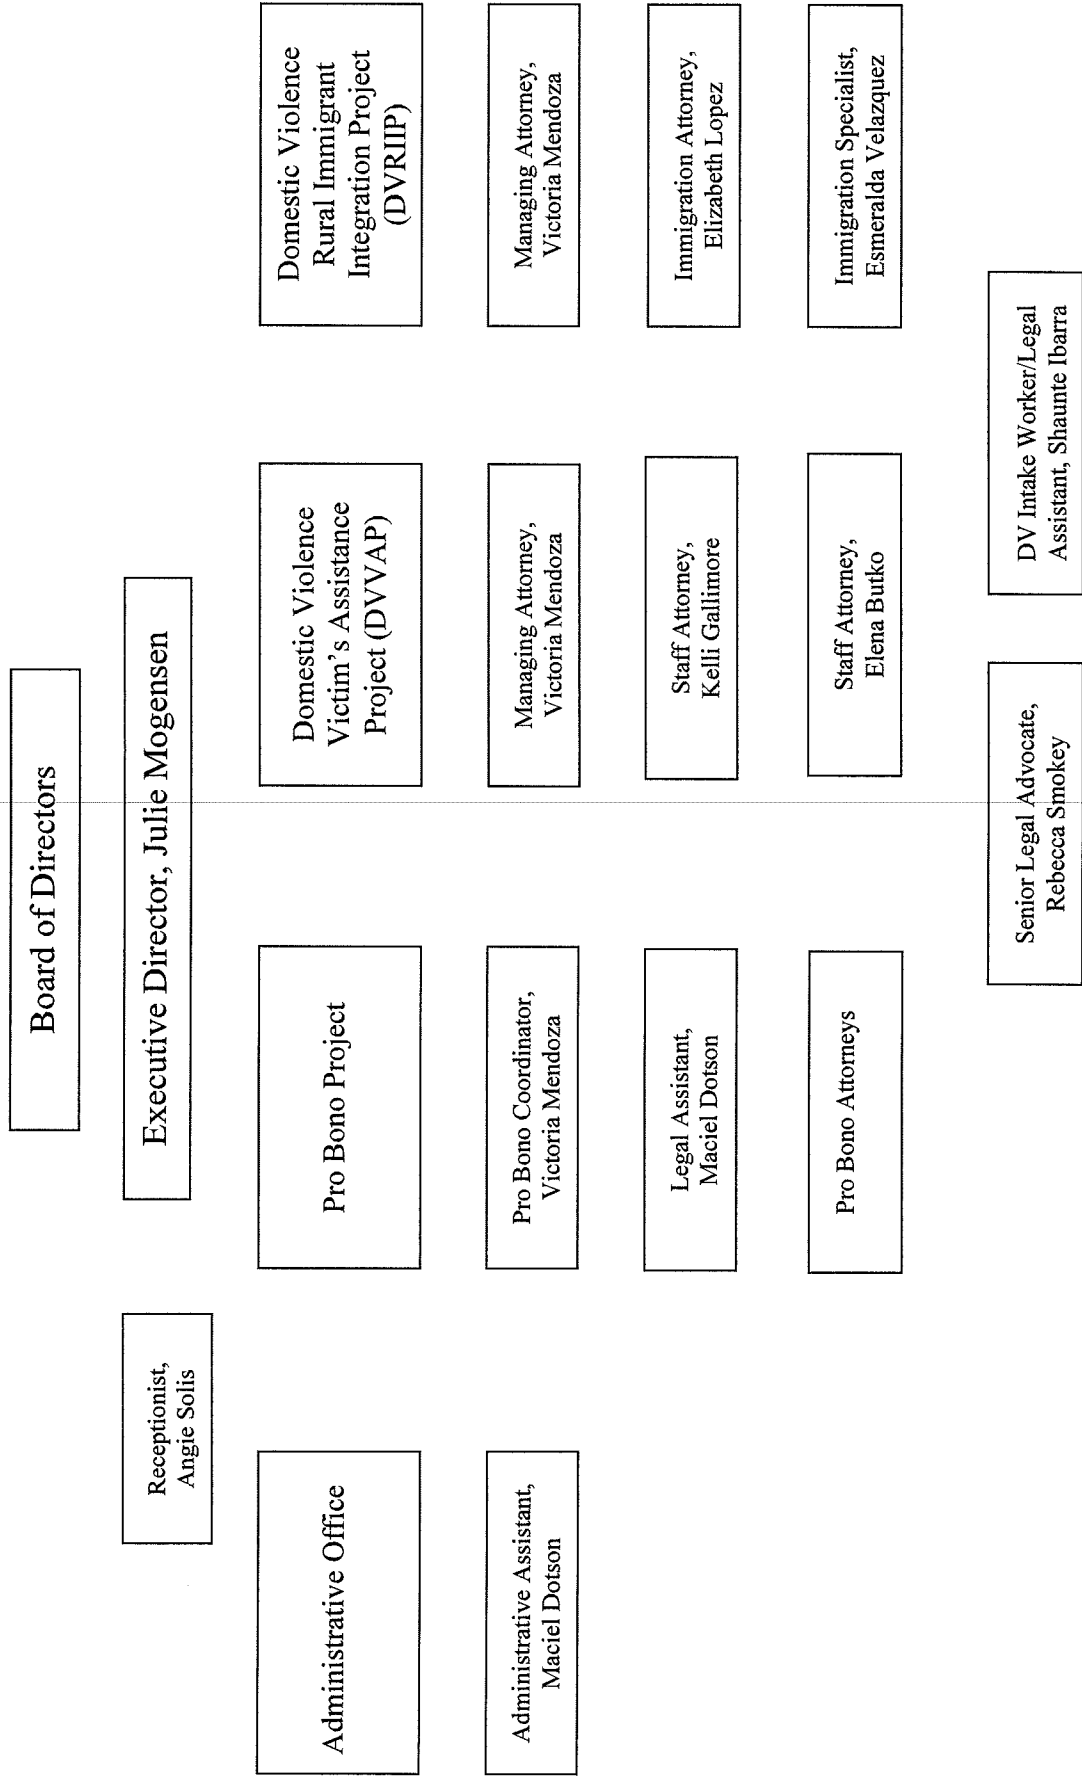 Board of Directors
Executive Director, Julie Mogensen
Receptionist,
Angie Solis
Administrative Office
Pro Bono Project
Domestic Violence
Victim’s Assistance
Project (DVVAP)
Domestic Violence
Rural Immigrant
Integration Project
(DVRIIP)
Administrative Assistant,
Maciel Dotson
Pro Bono Coordinator,
Victoria Mendoza
Managing Attorney,
Victoria Mendoza
Managing Attorney,
Victoria Mendoza
Legal Assistant,
Maciel Dotson
Staff Attorney,
Kelli Gallimore
Immigration Attorney,
Elizabeth Lopez
Pro Bono Attorneys
Staff Attorney,
Elena Butko
Immigration Specialist,
Esmeralda Velazquez
Senior Legal Advocate,
Rebecca Smokey
DV Intake Worker/Legal
Assistant, Shaunte Ibarra